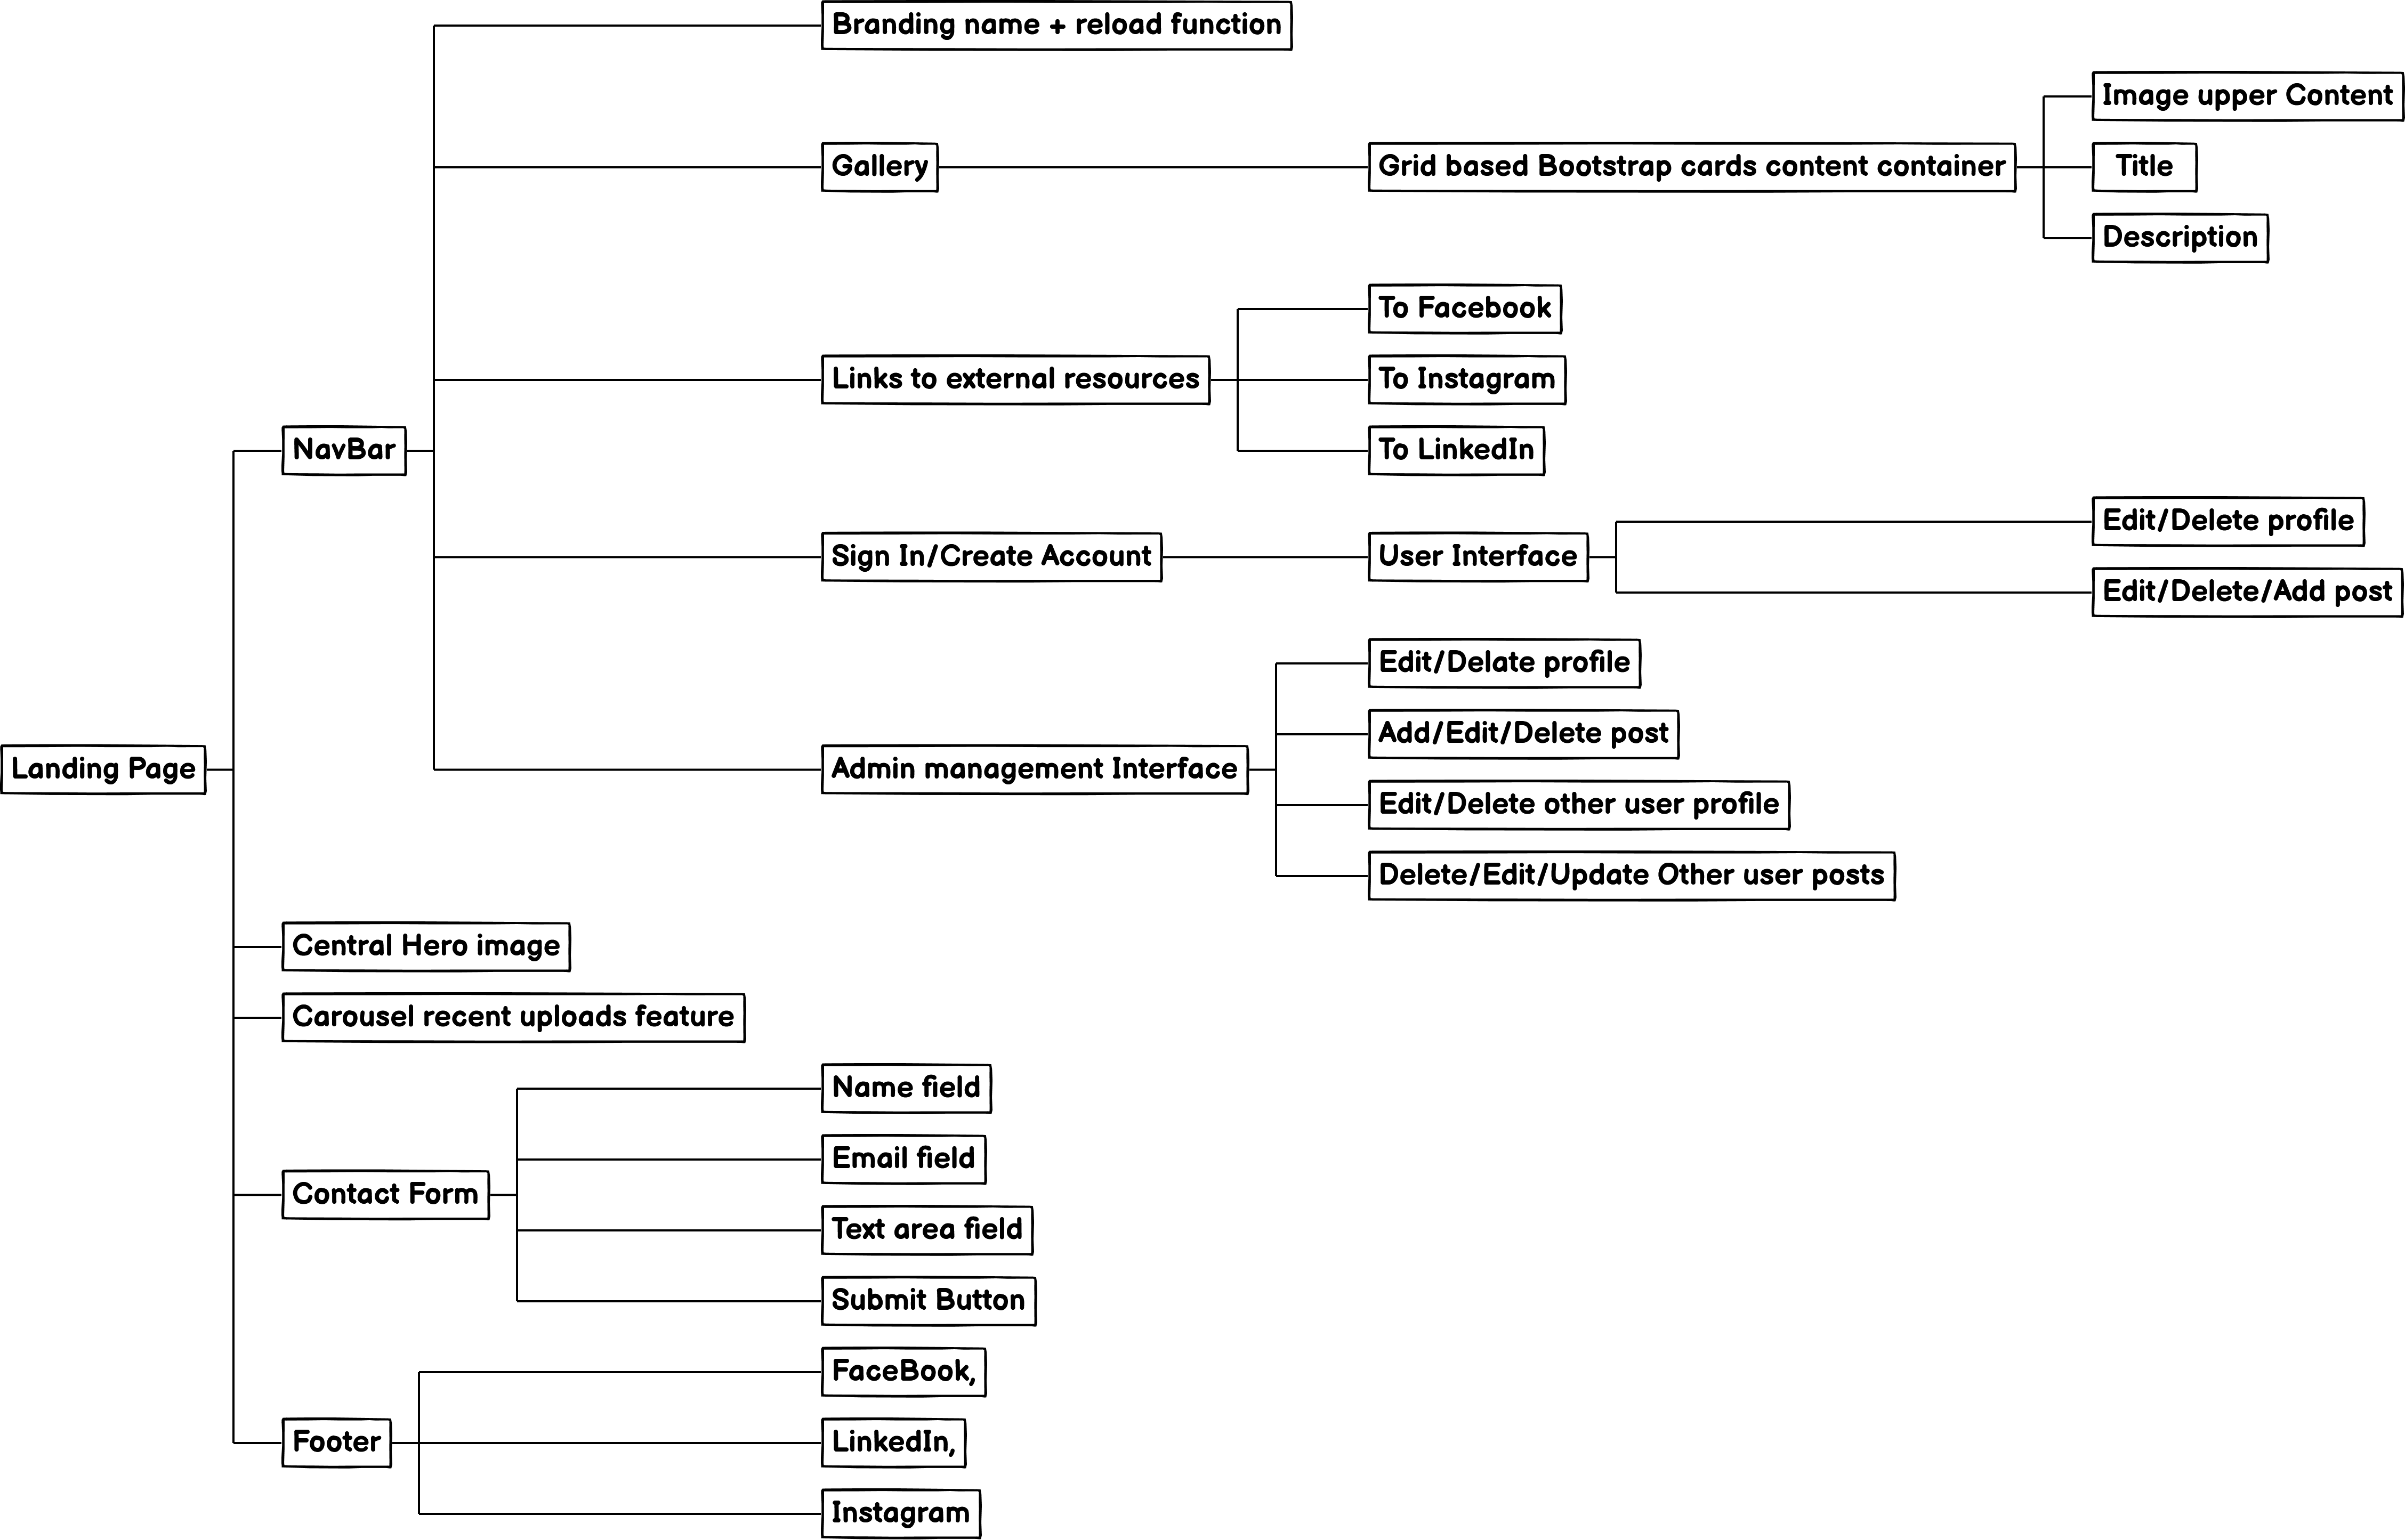 Branding name + reload function
Image upper Content
Gallery
Grid based Bootstrap cards content container
Title
Description
To Facebook
Links to external resources
To Instagram
NavBar
To LinkedIn
Edit/Delete profile
Sign In/Create Account
User Interface
Edit/Delete/Add post
Edit/Delate profile
Add/Edit/Delete post
Landing Page
Admin management Interface
Edit/Delete other user profile
Delete/Edit/Update Other user posts
Central Hero image
Carousel recent uploads feature
Name field
Email field
Contact Form
Text area field
Submit Button
FaceBook,
Footer
LinkedIn,
Instagram